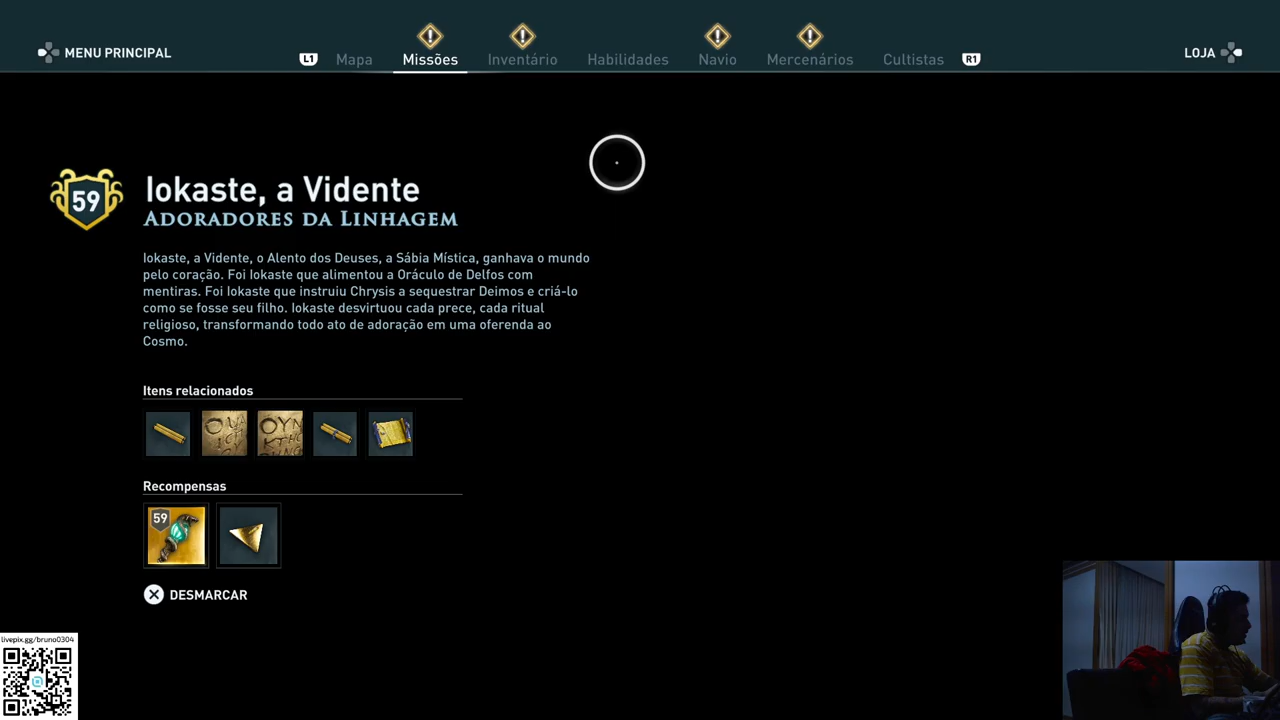 MENU PRINCIPAL
L1 Mapa Missões Inventário Habilidades Navio Mercenários Cultistas R1
LOJA
59
Iokaste, a Vidente
Adoradores da Linhagem
Iokaste, a Vidente, o Alento dos Deuses, a Sábia Mística, ganhava o mundo
pelo coração. Foi Iokaste que alimentou a Oráculo de Delfos com
mentiras. Foi Iokaste que instruiu Chrysis a sequestrar Deimos e criá-lo
como se fosse seu filho. Iokaste desvirtuou cada prece, cada ritual
religioso, transformando todo ato de adoração em uma oferenda ao
Cosmo.
Itens relacionados
Recompensas
59
DESMARCAR
livepix.gg/bruno0304